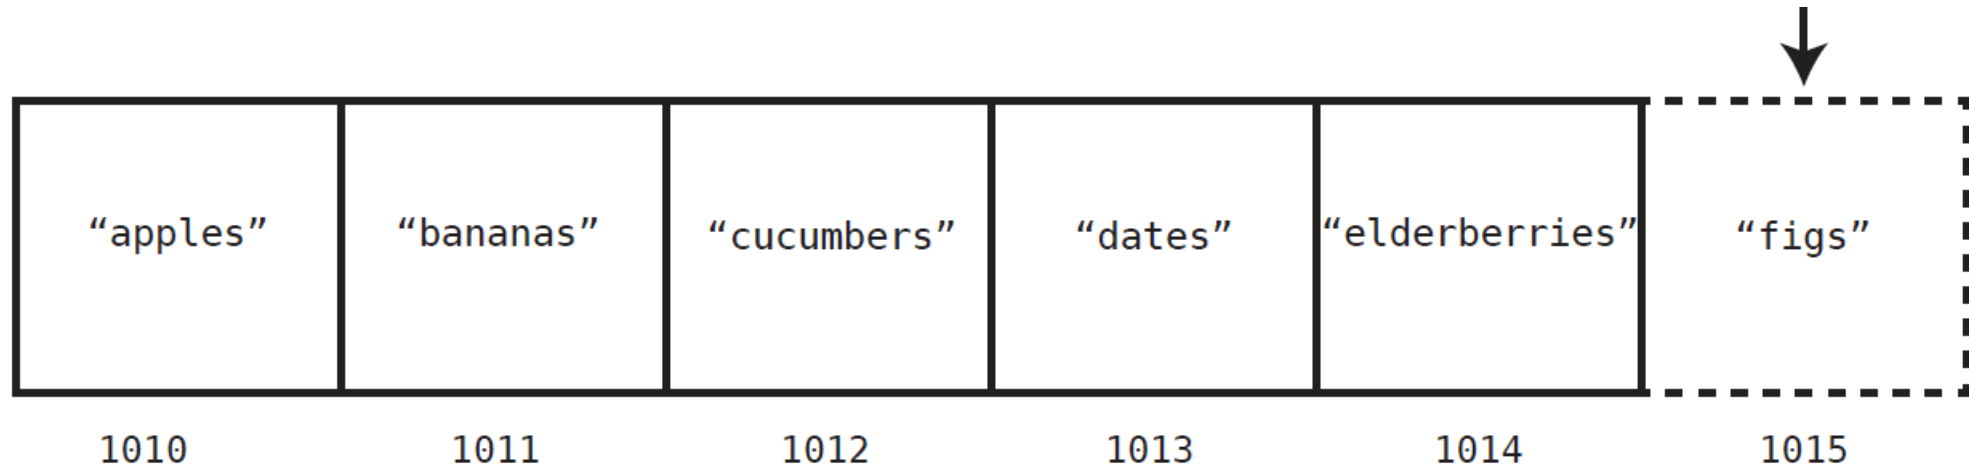 “apples” “bananas” “cucumbers” “dates” “elderberries” “figs”
1010 1011 1012 1013 1014 1015